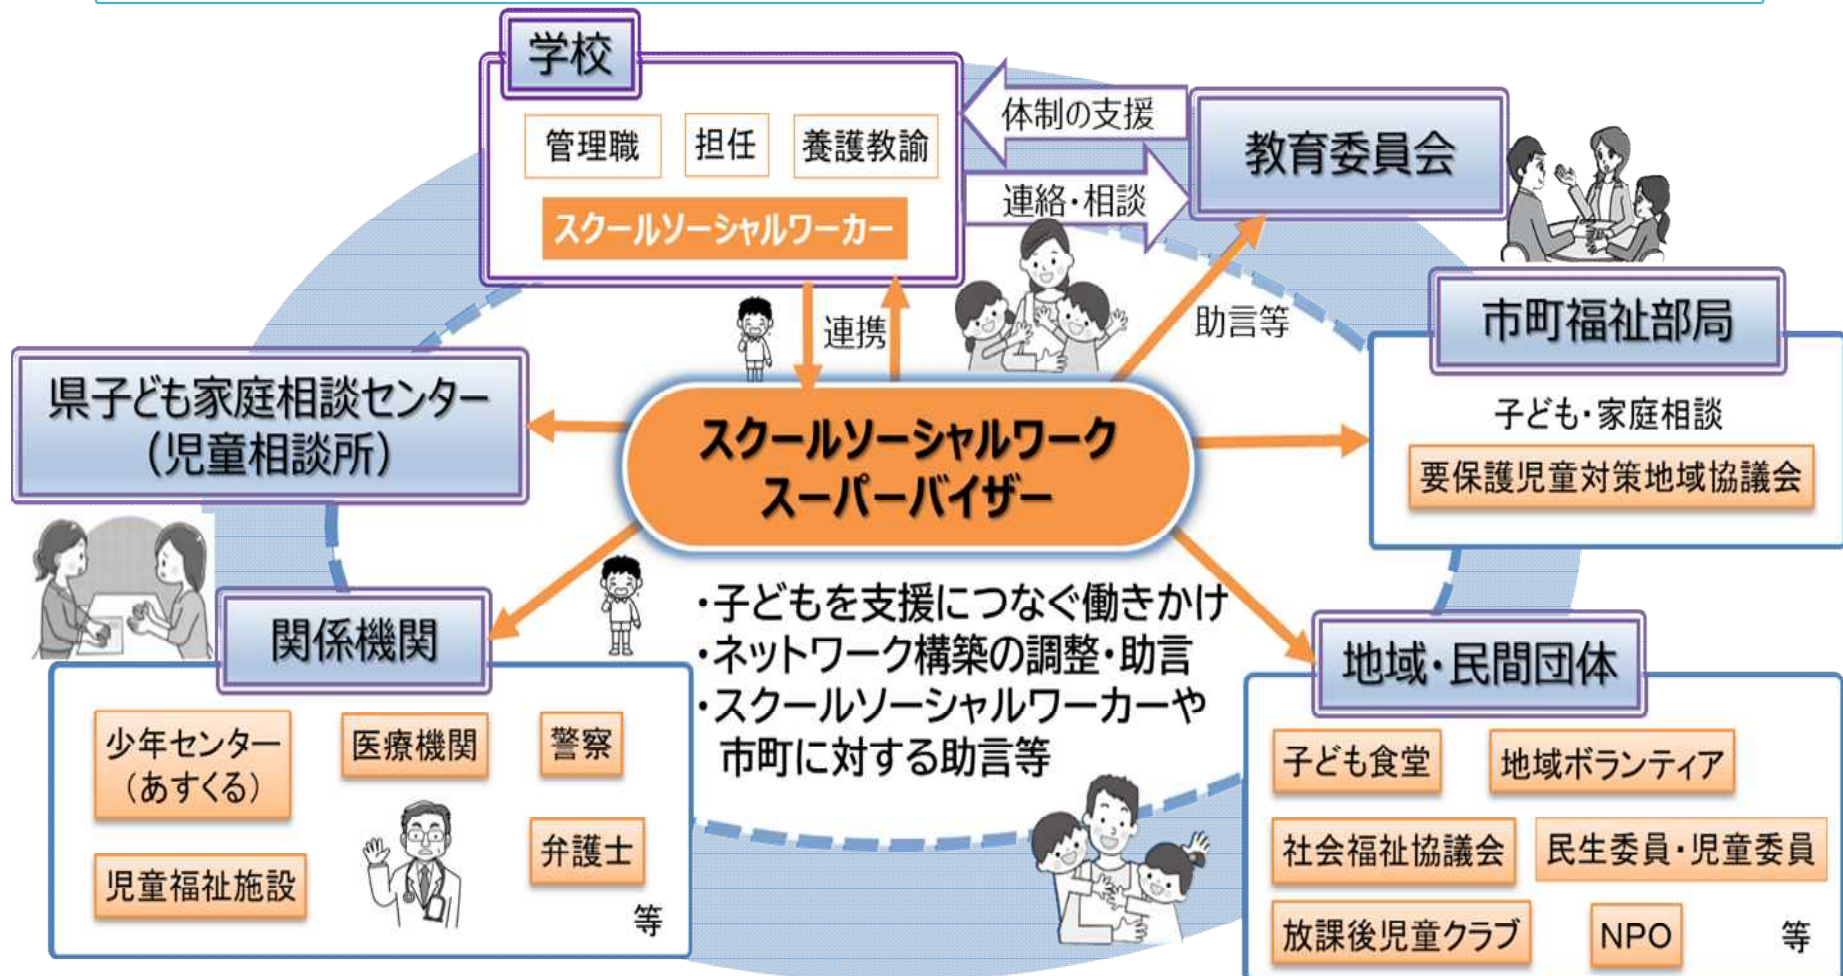 学校
管理職
担任
養護教諭
スクールソーシャルワーカー
体制の支援
連絡・相談
教育委員会
連携
助言等
市町福祉部局
子ども・家庭相談
要保護児童対策地域協議会
県子ども家庭相談センター
(児童相談所)
スクールソーシャルワーク
スーパーバイザー
・子どもを支援につなぐ働きかけ
・ネットワーク構築の調整・助言
・スクールソーシャルワーカーや
市町に対する助言等
関係機関
少年センター
(あすくる)
医療機関
警察
児童福祉施設
弁護士
等
地域・民間団体
子ども食堂
地域ボランティア
社会福祉協議会
民生委員・児童委員
放課後児童クラブ
NPO
等